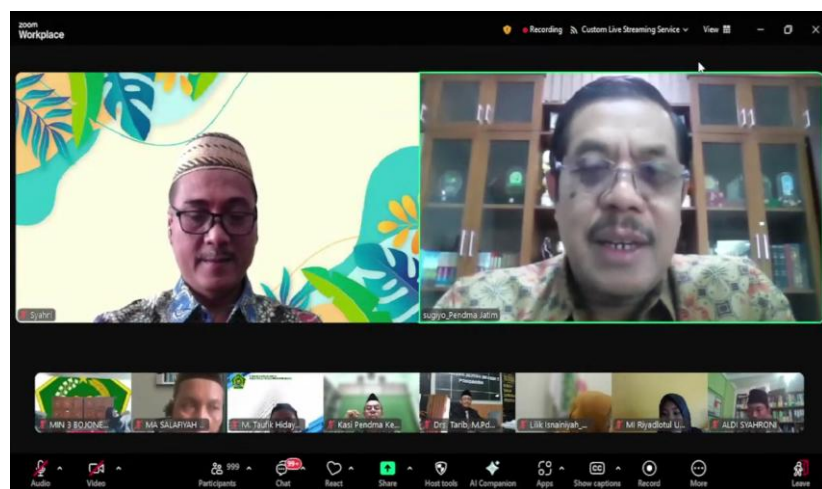 zoom
Workplace
Recording
Custom Live Streaming Service
View
Syahri
sugiyo_Pendma Jatim
MIN 3 BOJONE...
MA SALAFIYAH
M. Taufik Hiday...
Kasi Pendma Ke...
Drs. Tarib, M.Pd...
Lilik Isnainiyah_...
MI Riyadlotul U...
ALDI SYAHRONI
999
99+
CC
Audio
Video
Participants
Chat
React
Share
Host tools
AI Companion
Apps
Show captions
Record
More
Leave